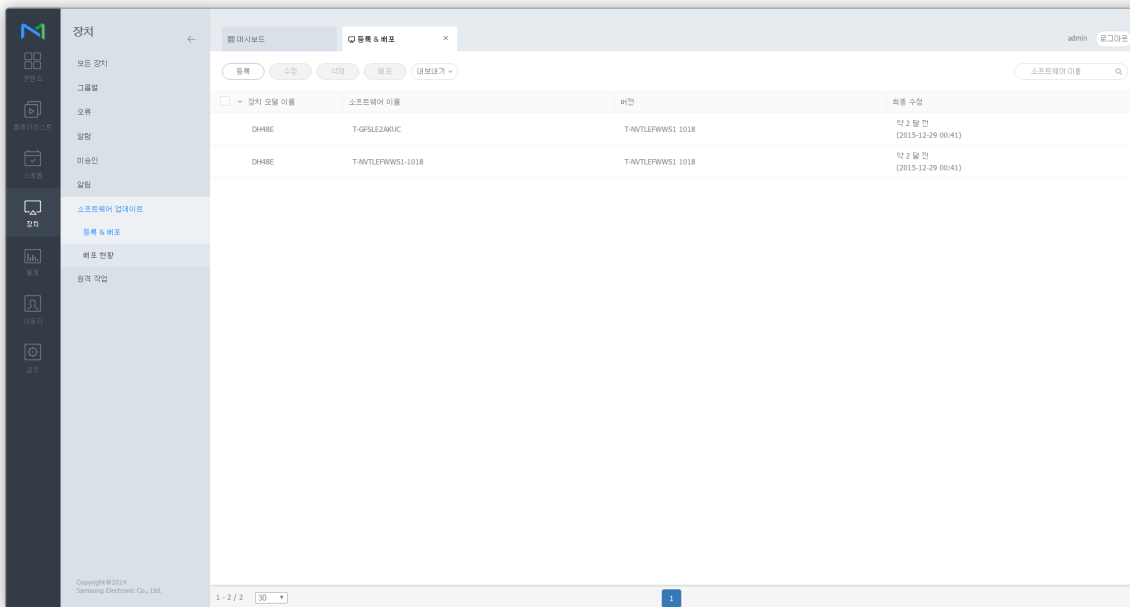 장치
←
대시보드
등록 & 배포 ×
admin 로그아웃
콘텐츠
플레이리스트
스케줄
장치
통계
사용자
설정
모든 장치
그룹별
오류
알람
미승인
알림
소프트웨어 업데이트
등록 & 배포
배포 현황
원격 작업
등록 수정 삭제 배포 내보내기
소프트웨어 이름
장치 모델 이름 소프트웨어 이름 버전 최종 수정
DH48E T-GFSLE2AKUC T-NVTLEFWWS1 1018 약 2 달 전
(2015-12-29 00:41)
DH48E T-NVTLEFWWS1-1018 T-NVTLEFWWS1 1018 약 2 달 전
(2015-12-29 00:41)
Copyright©2014
Samsung Electronic Co., Ltd.
1 - 2 / 2 30 1